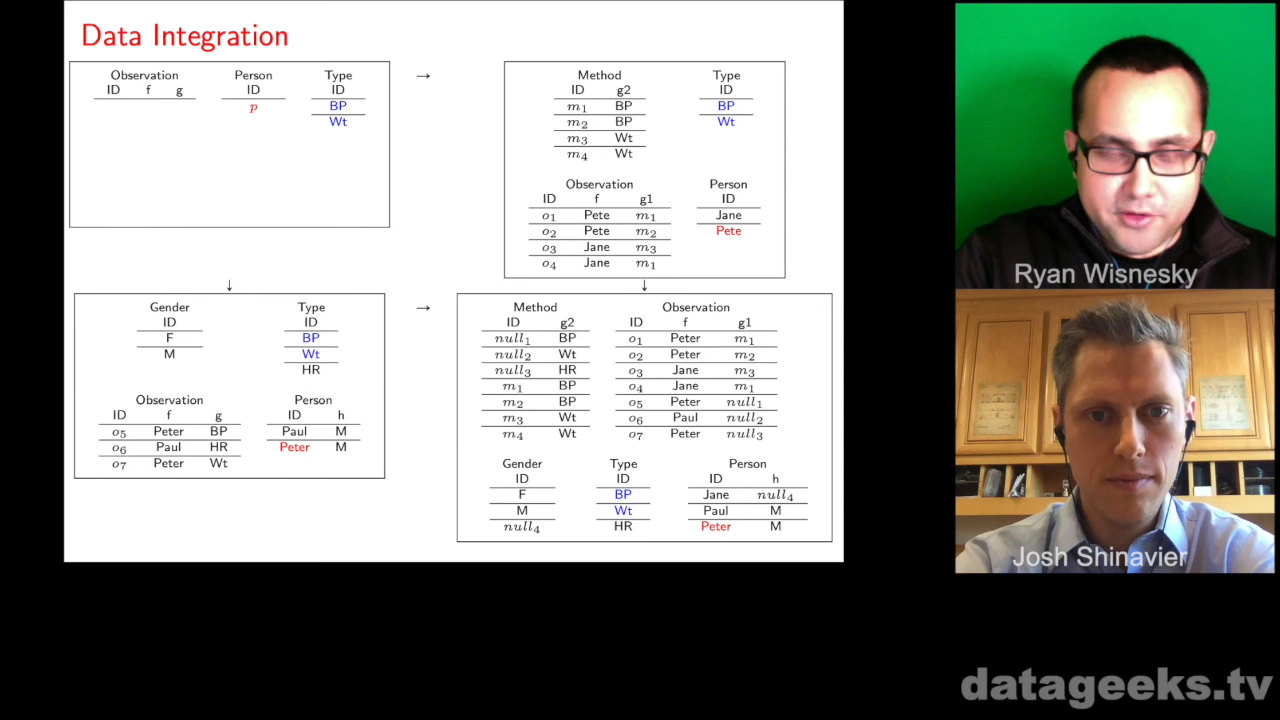 Data Integration
Observation Person Type
ID f g ID ID
p BP
Wt
→
Method Type
ID g2 ID
m₁ BP BP
m₂ BP Wt
m₃ Wt
m₄ Wt
Observation Person
ID f g1 ID
o₁ Pete m₁ Jane
o₂ Pete m₂ Pete
o₃ Jane m₃
o₄ Jane m₁
↓ ↓
Gender Type
ID ID
F BP
M Wt
HR
Observation Person
ID f g ID h
o₅ Peter BP Paul M
o₆ Paul HR Peter M
o₇ Peter Wt
→
Method Observation
ID g2 ID f g1
null₁ BP o₁ Peter m₁
null₂ Wt o₂ Peter m₂
null₃ HR o₃ Jane m₃
m₁ BP o₄ Jane m₁
m₂ BP o₅ Peter null₁
m₃ Wt o₆ Paul null₂
m₄ Wt o₇ Peter null₃
Gender Type Person
ID ID ID h
F BP Jane null₄
M Wt Paul M
null₄ HR Peter M
Ryan Wisnesky
Josh Shinavier
datageeks.tv